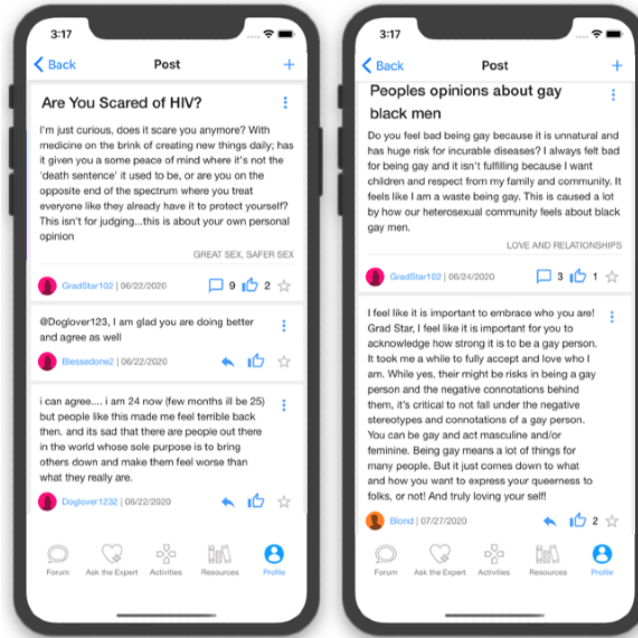 3:17
Back
Post
+
Are You Scared of HIV?
I'm just curious, does it scare you anymore? With
medicine on the brink of creating new things daily; has
it given you a some peace of mind where it's not the
'death sentence' it used to be, or are you on the
opposite end of the spectrum where you treat
everyone like they already have it to protect yourself?
This isn't for judging...this is about your own personal
opinion
GREAT SEX, SAFER SEX
GradStar102 | 06/22/2020
9
2
@Doglover123, I am glad you are doing better
and agree as well
Blessedone2 | 06/22/2020
i can agree.... i am 24 now (few months ill be 25)
but people like this made me feel terrible back
then. and its sad that there are people out there
in the world whose sole purpose is to bring
others down and make them feel worse than
what they really are.
Doglover1232 | 06/22/2020
Forum
Ask the Expert
Activities
Resources
Profile
3:17
Back
Post
+
Peoples opinions about gay
black men
Do you feel bad being gay because it is unnatural and
has huge risk for incurable diseases? I always felt bad
for being gay and it isn't fulfilling because I want
children and respect from my family and community. It
feels like I am a waste being gay. This is caused a lot
by how our heterosexual community feels about black
gay men.
LOVE AND RELATIONSHIPS
GradStar102 | 06/24/2020
3
1
I feel like it is important to embrace who you are!
Grad Star, I feel like it is important for you to
acknowledge how strong it is to be a gay person.
It took me a while to fully accept and love who I
am. While yes, their might be risks in being a gay
person and the negative connotations behind
them, it's critical to not fall under the negative
stereotypes and connotations of a gay person.
You can be gay and act masculine and/or
feminine. Being gay means a lot of things for
many people. But it just comes down to what
and how you want to express your queerness to
folks, or not! And truly loving your self!
Blond | 07/27/2020
2
Forum
Ask the Expert
Activities
Resources
Profile